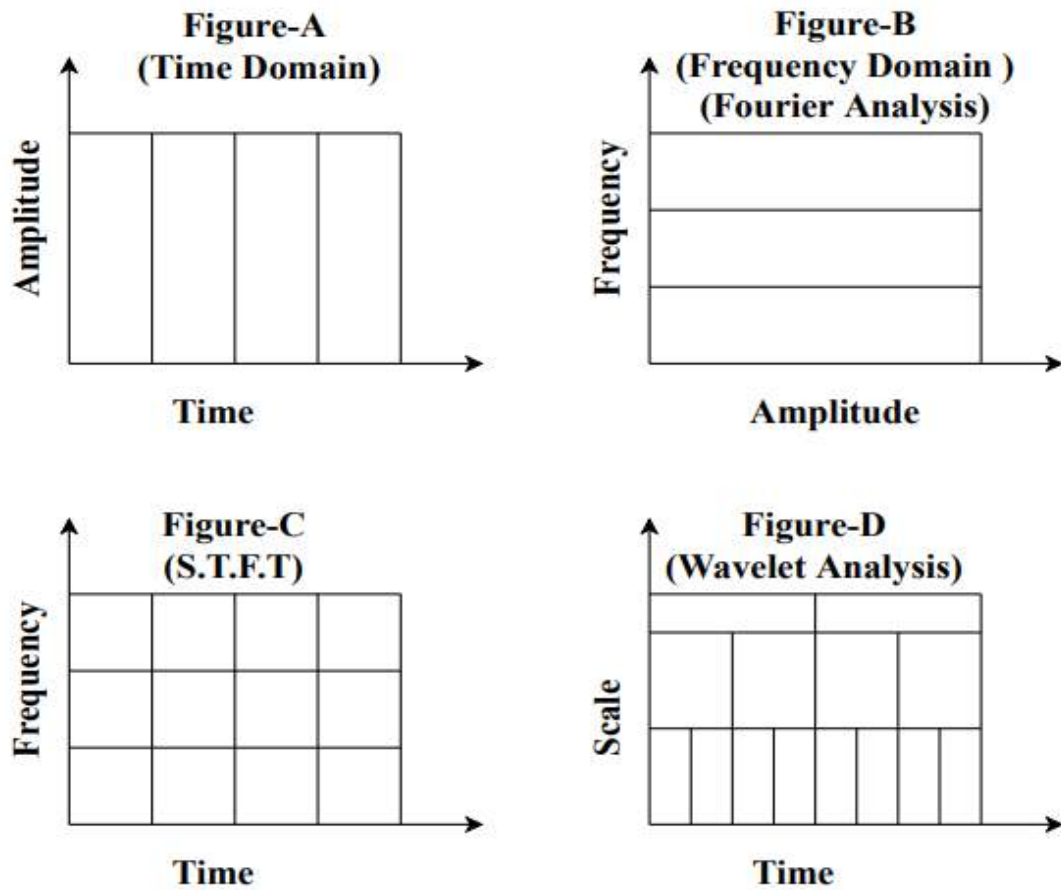 Figure-A
(Time Domain)
Amplitude
Time
Figure-B
(Frequency Domain )
(Fourier Analysis)
Frequency
Amplitude
Figure-C
(S.T.F.T)
Frequency
Time
Figure-D
(Wavelet Analysis)
Scale
Time